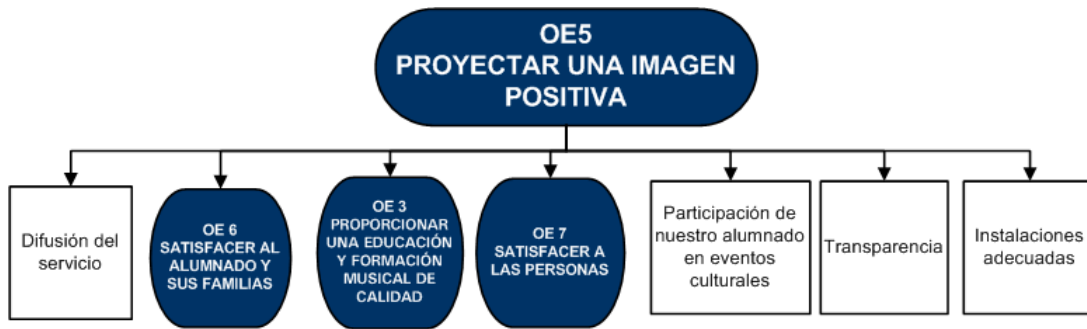 OE5
PROYECTAR UNA IMAGEN
POSITIVA
Difusión del
servicio
OE 6
SATISFACER AL
ALUMNADO Y
SUS FAMILIAS
OE 3
PROPORCIONAR
UNA EDUCACIÓN
Y FORMACIÓN
MUSICAL DE
CALIDAD
OE 7
SATISFACER A
LAS PERSONAS
Participación de
nuestro alumnado
en eventos
culturales
Transparencia
Instalaciones
adecuadas